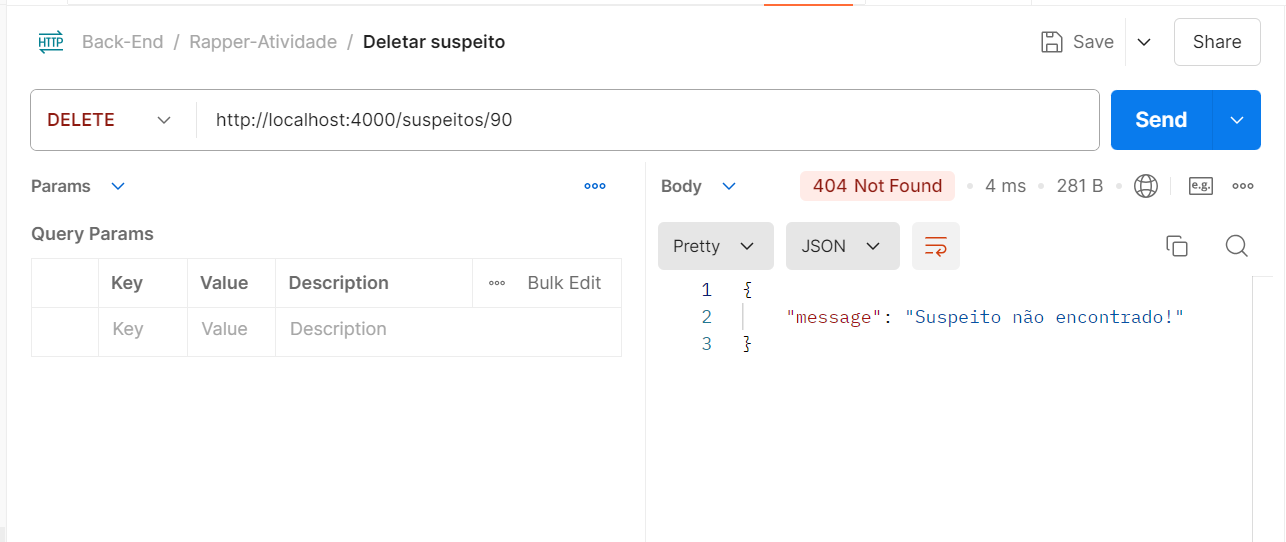 HTTP Back-End / Rapper-Atividade / Deletar suspeito Save Share
DELETE http://localhost:4000/suspeitos/90 Send
Params
Query Params
Key Value Description Bulk Edit
Key Value Description
Body 404 Not Found 4 ms 281 B e.g.
Pretty JSON
1 {
2 "message": "Suspeito não encontrado!"
3 }